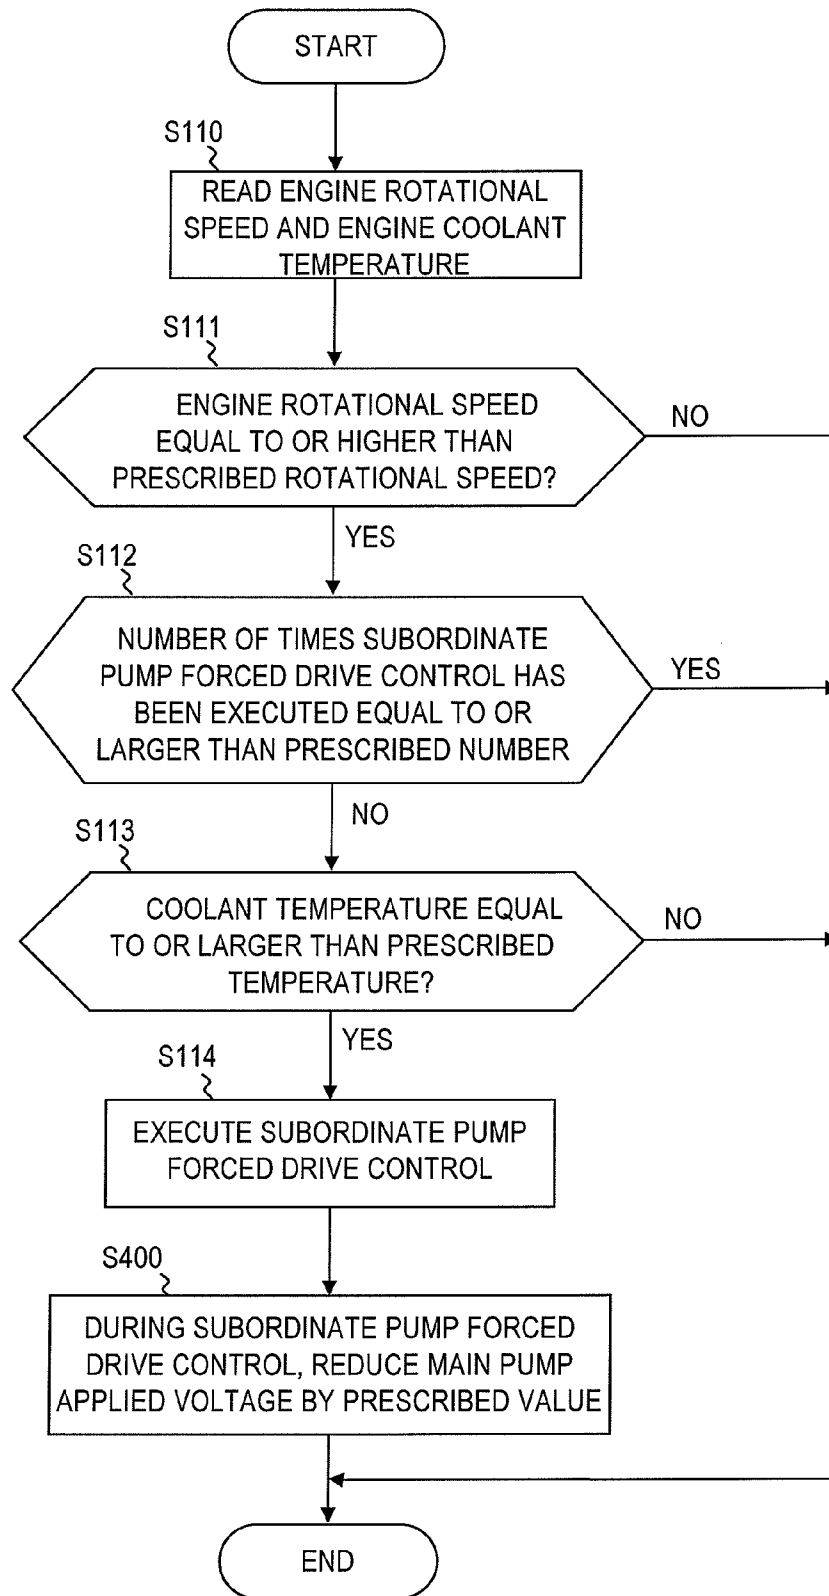 START
S110
READ ENGINE ROTATIONAL
SPEED AND ENGINE COOLANT
TEMPERATURE
S111
ENGINE ROTATIONAL SPEED
EQUAL TO OR HIGHER THAN
PRESCRIBED ROTATIONAL SPEED?
NO
YES
S112
NUMBER OF TIMES SUBORDINATE
PUMP FORCED DRIVE CONTROL HAS
BEEN EXECUTED EQUAL TO OR
LARGER THAN PRESCRIBED NUMBER
YES
NO
S113
COOLANT TEMPERATURE EQUAL
TO OR LARGER THAN PRESCRIBED
TEMPERATURE?
NO
YES
S114
EXECUTE SUBORDINATE PUMP
FORCED DRIVE CONTROL
S400
DURING SUBORDINATE PUMP FORCED
DRIVE CONTROL, REDUCE MAIN PUMP
APPLIED VOLTAGE BY PRESCRIBED VALUE
END